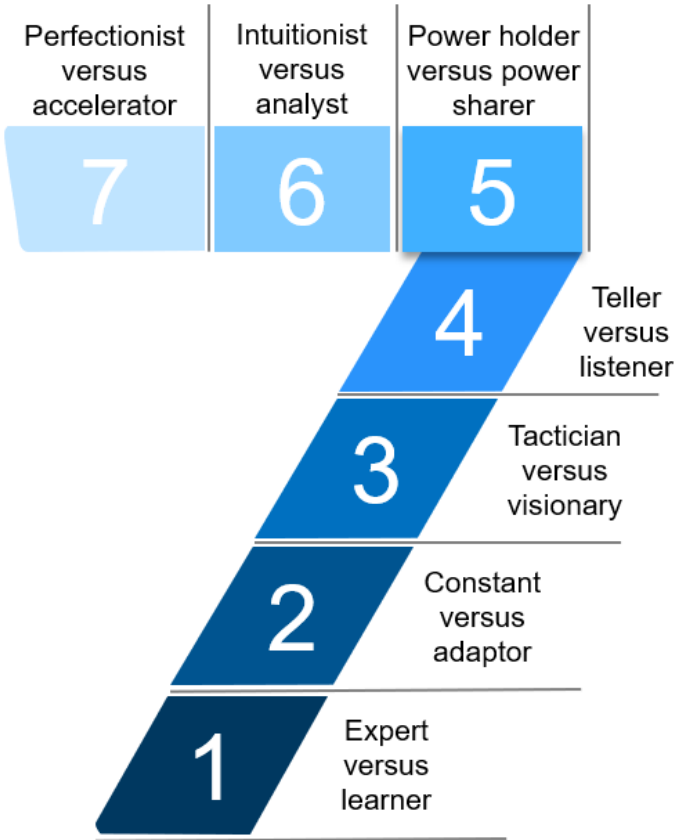 Perfectionist
versus
accelerator
Intuitionist
versus
analyst
Power holder
versus power
sharer
7
6
5
4
Teller
versus
listener
3
Tactician
versus
visionary
2
Constant
versus
adaptor
1
Expert
versus
learner